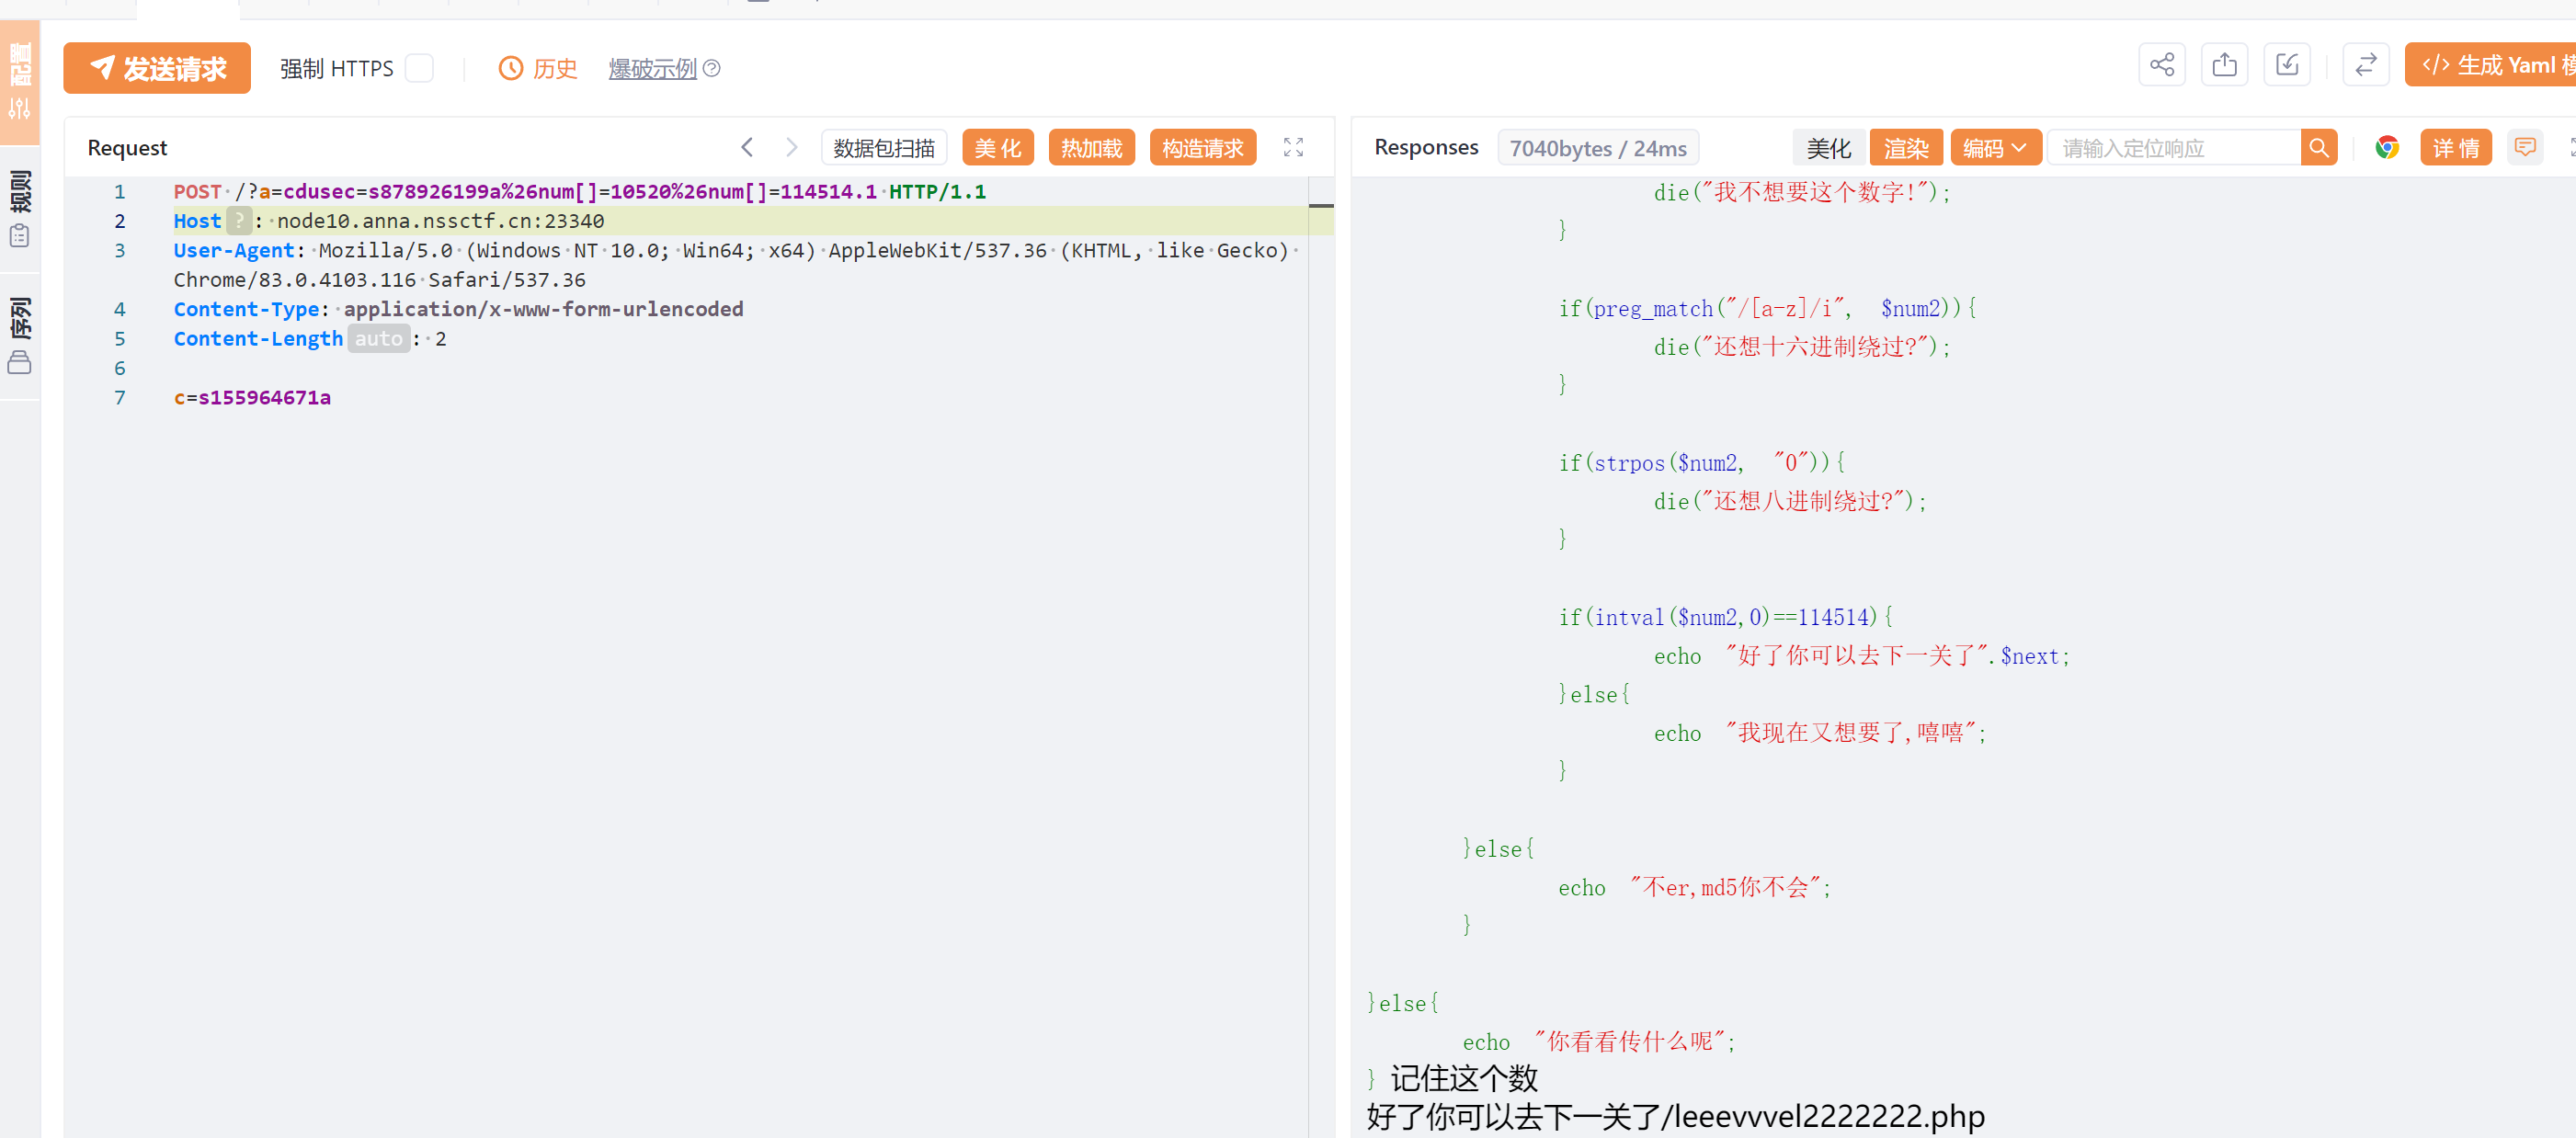 配置
发送请求
强制 HTTPS
历史
爆破示例
生成 Yaml 模
规则
序列
Request
数据包扫描
美 化
热加载
构造请求
Responses
7040bytes / 24ms
美化
渲染
编码
请输入定位响应
详 情
1 POST /?a=cdusec=s878926199a%26num[]=10520%26num[]=114514.1 HTTP/1.1
2 Host ? : node10.anna.nssctf.cn:23340
3 User-Agent: Mozilla/5.0 (Windows NT 10.0; Win64; x64) AppleWebKit/537.36 (KHTML, like Gecko)
Chrome/83.0.4103.116 Safari/537.36
4 Content-Type: application/x-www-form-urlencoded
5 Content-Length auto : 2
6
7 c=s155964671a
die("我不想要这个数字!");
}
if(preg_match("/[a-z]/i", $num2)){
die("还想十六进制绕过?");
}
if(strpos($num2, "0")){
die("还想八进制绕过?");
}
if(intval($num2,0)==114514){
echo "好了你可以去下一关了".$next;
}else{
echo "我现在又想要了,嘻嘻";
}
}else{
echo "不er,md5你不会";
}
}else{
echo "你看看传什么呢";
} 记住这个数
好了你可以去下一关了/leeevvvel2222222.php